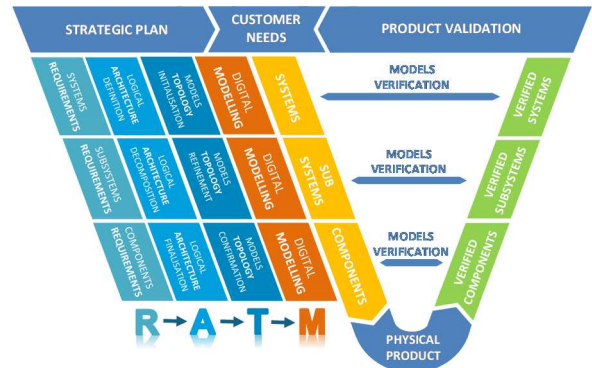 STRATEGIC PLAN
CUSTOMER
NEEDS
PRODUCT VALIDATION
SYSTEMS
REQUIREMENTS
LOGICAL
ARCHITECTURE
DEFINITION
MODELS
TOPOLOGY
INITIALISATION
DIGITAL
MODELLING
SYSTEMS
MODELS
VERIFICATION
VERIFIED
SYSTEMS
SUBSYSTEMS
REQUIREMENTS
LOGICAL
ARCHITECTURE
DECOMPOSITION
MODELS
TOPOLOGY
REFINEMENT
DIGITAL
MODELLING
SUB
SYSTEMS
MODELS
VERIFICATION
VERIFIED
SUBSYSTEMS
COMPONENTS
REQUIREMENTS
LOGICAL
ARCHITECTURE
FINALISATION
MODELS
TOPOLOGY
CONFIRMATION
DIGITAL
MODELLING
COMPONENTS
MODELS
VERIFICATION
VERIFIED
COMPONENTS
R A T M
PHYSICAL
PRODUCT